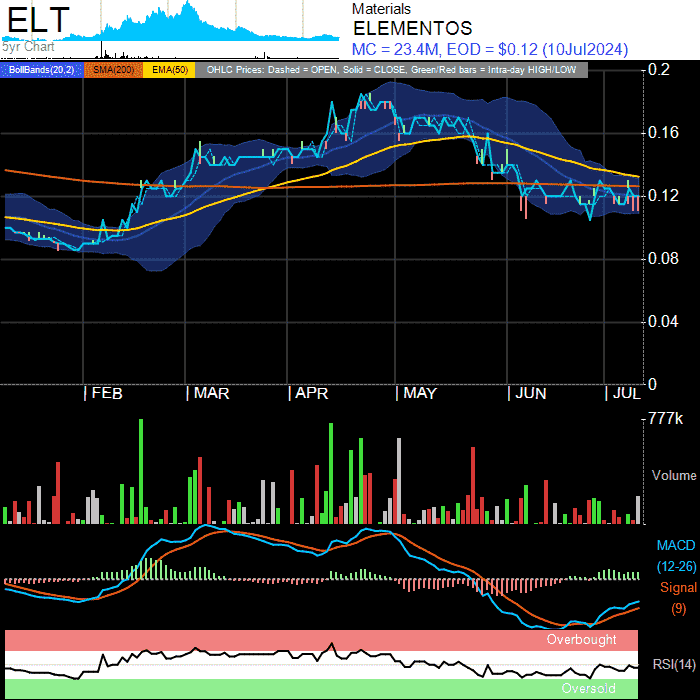 ELT
5yr Chart
Materials
ELEMENTOS
MC = 23.4M, EOD = $0.12 (10Jul2024)
BollBands(20,2) SMA(200) EMA(50) OHLC Prices: Dashed = OPEN, Solid = CLOSE, Green/Red bars = Intra-day HIGH/LOW
0.2
0.16
0.12
0.08
0.04
0
FEB MAR APR MAY JUN JUL
777k
Volume
MACD
(12-26)
Signal
(9)
Overbought
RSI(14)
Oversold